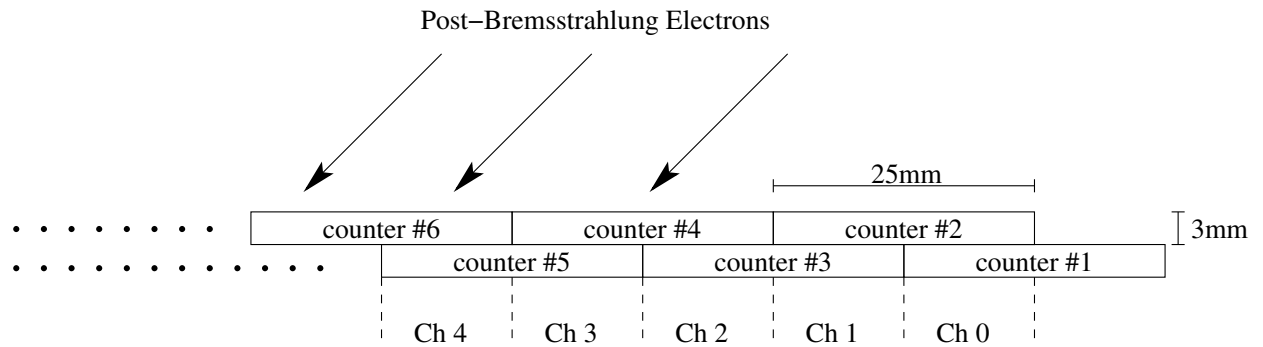 Post−Bremsstrahlung Electrons
25mm
counter #6 counter #4 counter #2
3mm
counter #5 counter #3 counter #1
Ch 4 Ch 3 Ch 2 Ch 1 Ch 0